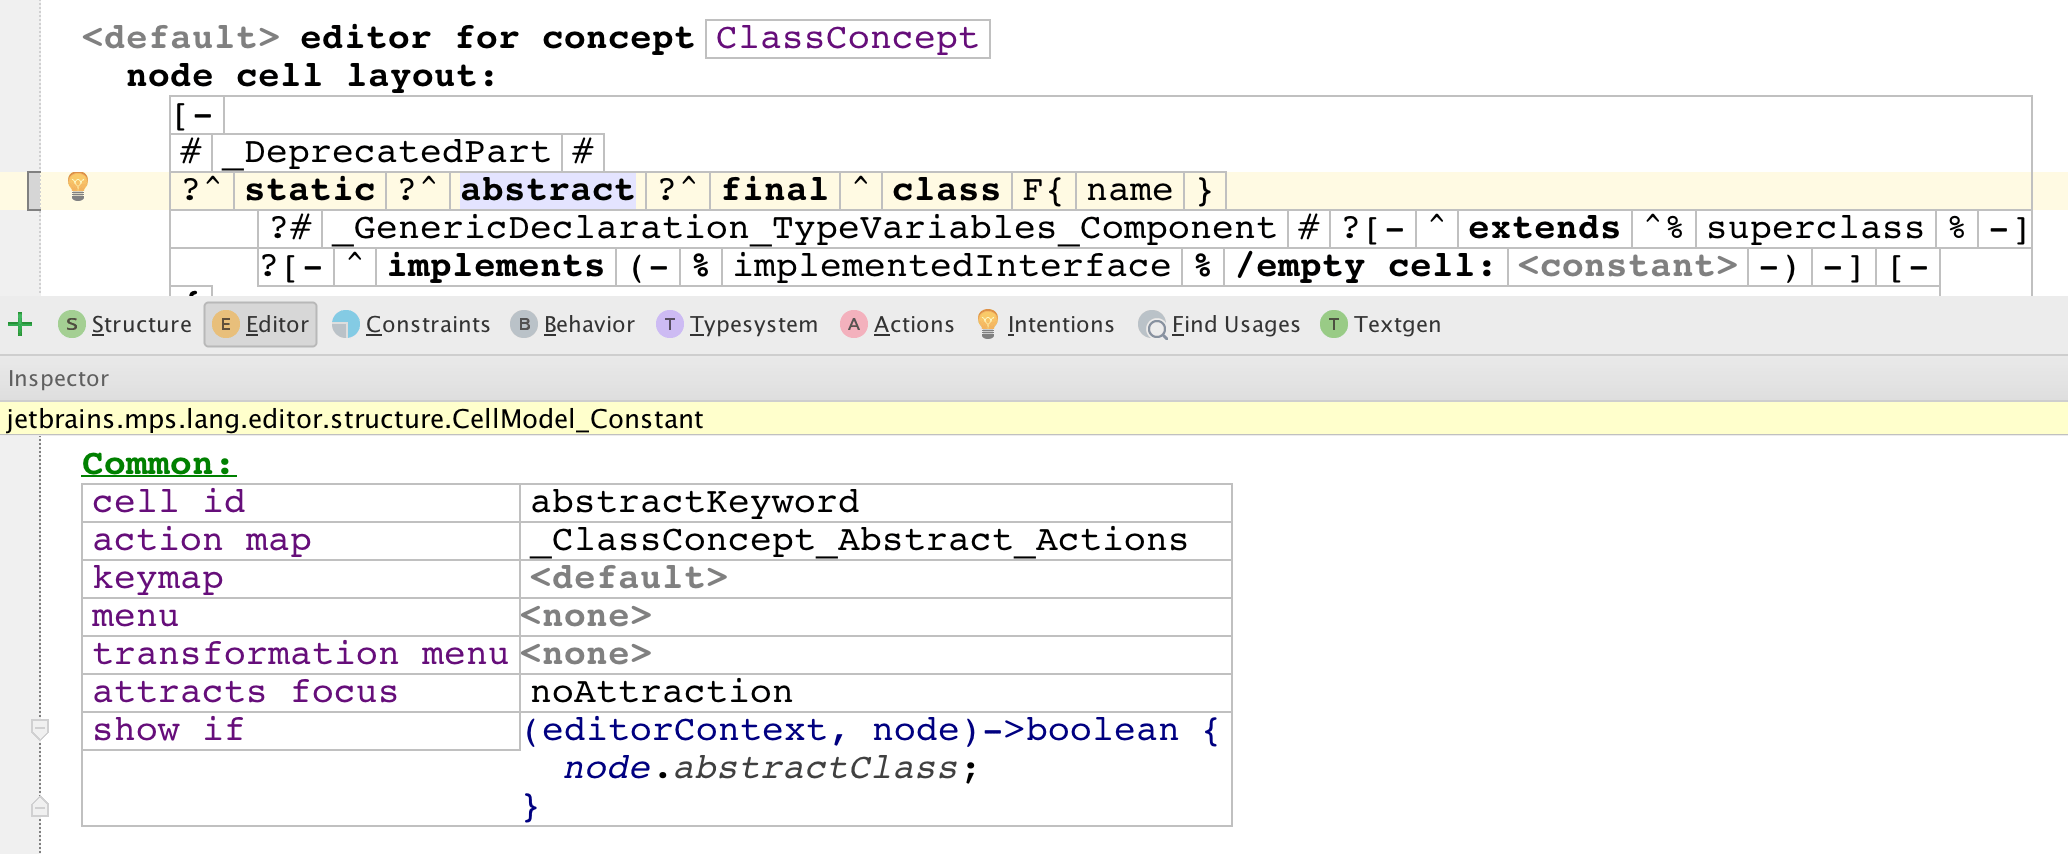 <default> editor for concept ClassConcept
node cell layout:
[-
# _DeprecatedPart #
?^ static ?^ abstract ?^ final ^ class F{ name }
?# _GenericDeclaration_TypeVariables_Component # ?[- ^ extends ^% superclass % -]
?[- ^ implements (- % implementedInterface % /empty cell: <constant> -) -] [-
+ S Structure E Editor Constraints B Behavior T Typesystem A Actions Intentions Find Usages T Textgen
Inspector
jetbrains.mps.lang.editor.structure.CellModel_Constant
Common:
cell id abstractKeyword
action map _ClassConcept_Abstract_Actions
keymap <default>
menu <none>
transformation menu <none>
attracts focus noAttraction
show if (editorContext, node)->boolean {
node.abstractClass;
}